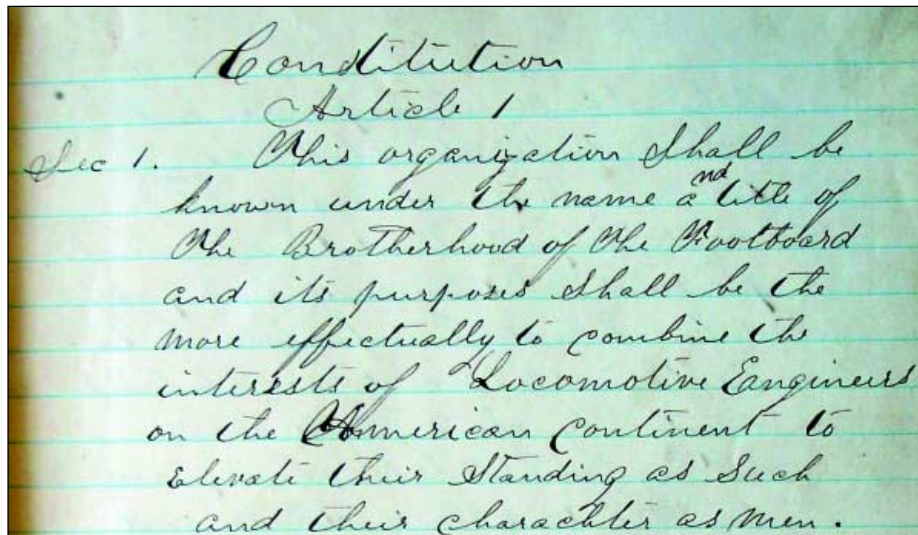 Constitution
Article 1
Sec 1. This organization Shall be
known under the name and title of
The Brotherhood of The Footboard
and its purposes Shall be the
more effectually to combine the
interests of Locomotive Engineers
on the American Continent to
Elevate their Standing as Such
and their charachter as men.